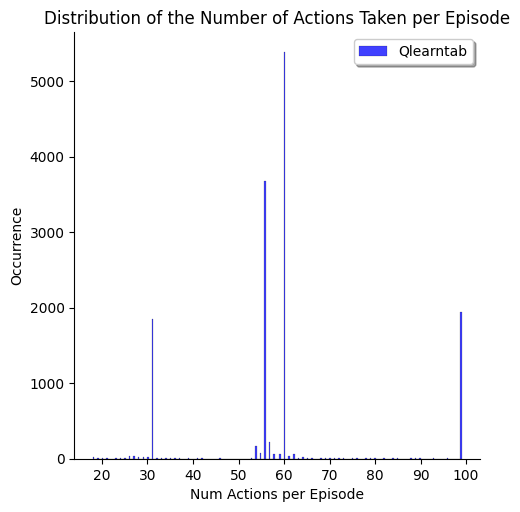 Distribution of the Number of Actions Taken per Episode
Qlearntab
Occurrence
5000
4000
3000
2000
1000
0
20 30 40 50 60 70 80 90 100
Num Actions per Episode